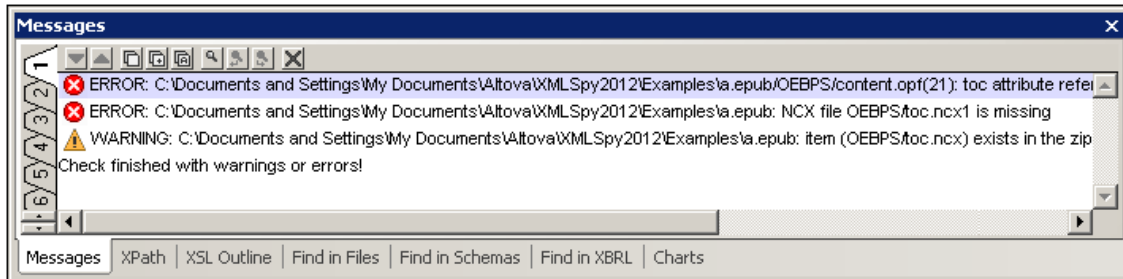 Messages
1
2
3
4
5
6
ERROR: C:\Documents and Settings\My Documents\Altova\XMLSpy2012\Examples\a.epub/OEBPS/content.opf(21): toc attribute refer
ERROR: C:\Documents and Settings\My Documents\Altova\XMLSpy2012\Examples\a.epub: NCX file OEBPS/toc.ncx1 is missing
WARNING: C:\Documents and Settings\My Documents\Altova\XMLSpy2012\Examples\a.epub: item (OEBPS/toc.ncx) exists in the zip
Check finished with warnings or errors!
Messages XPath XSL Outline Find in Files Find in Schemas Find in XBRL Charts